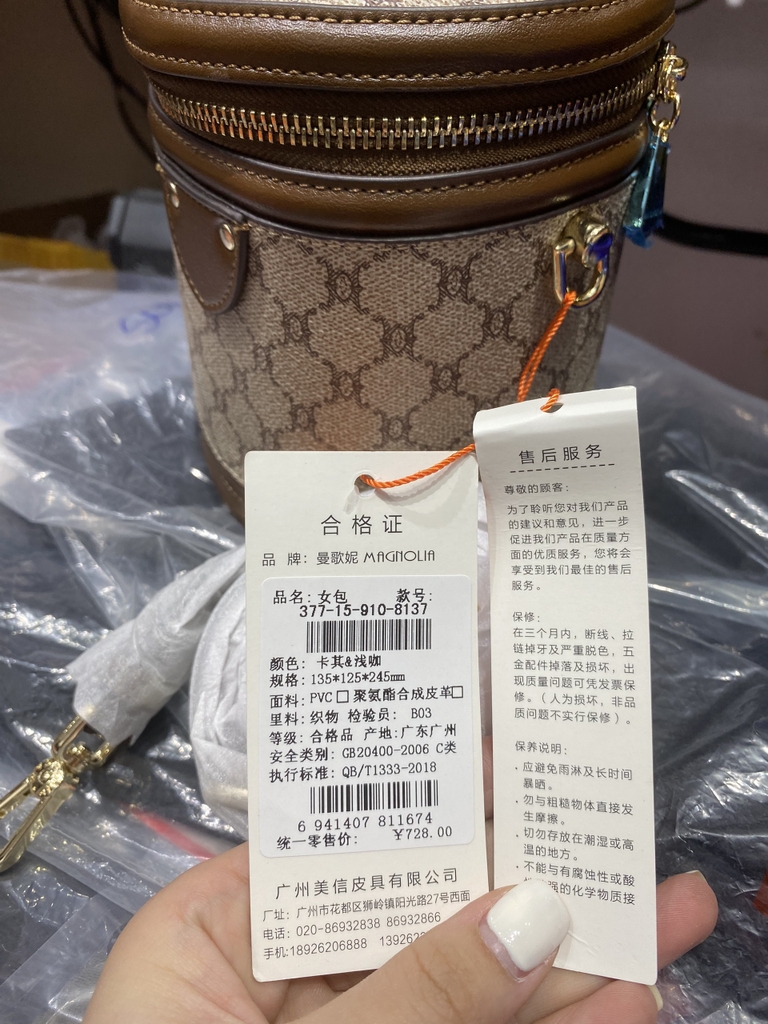 合格证
品 牌: 曼歌妮 MAGNOLIA
品名: 女包 款号:
377-15-910-8137
颜色: 卡其&浅咖
规格: 135*125*245mm
面料: PVC □ 聚氨酯合成皮革□
里料: 织物 检验员: B03
等级: 合格品 产地: 广东广州
安全类别: GB20400-2006 C类
执行标准: QB/T1333-2018
6 941407 811674
统一零售价: ¥728.00
广州美信皮具有限公司
厂址: 广州市花都区狮岭镇阳光路27号西面
电话: 020-86932838 86932866
手机:18926206888
售后服务
尊敬的顾客:
为了聆听您对我们产品
的建议和意见，进一步
促进我们产品在质量方
面的优质服务，您将会
享受到我们最佳的售后
服务。
保修:
在三个月内，断线、拉
链掉牙及严重脱色，五
金配件掉落及损坏，出
现质量问题可凭发票保
修。（人为损坏，非品
质问题不实行保修）。
保养说明:
· 应避免雨淋及长时间
暴晒。
· 勿与粗糙物体直接发
生摩擦。
· 切勿存放在潮湿或高
温的地方。
· 不能与有腐蚀性或酸
强的化学物质接